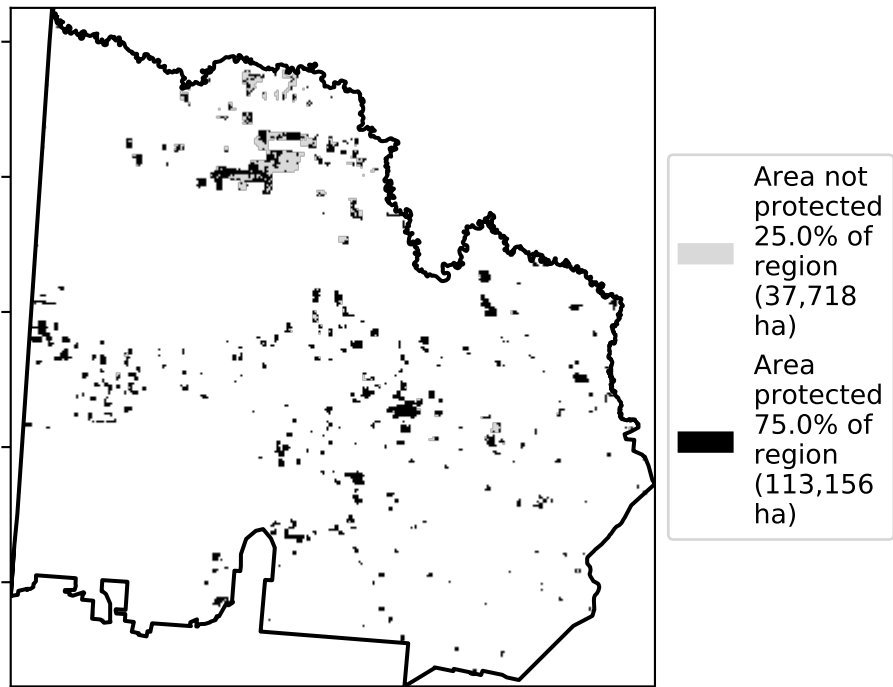 Area not
protected
25.0% of
region
(37,718
ha)
Area
protected
75.0% of
region
(113,156
ha)